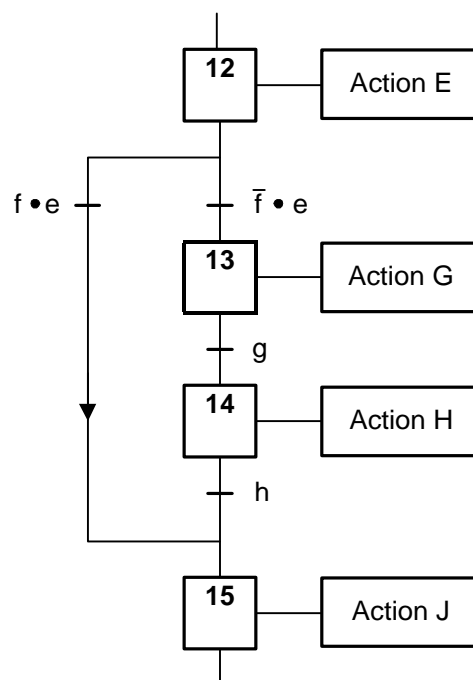 12 Action E
f • e f̅ • e
13 Action G
g
14 Action H
h
15 Action J